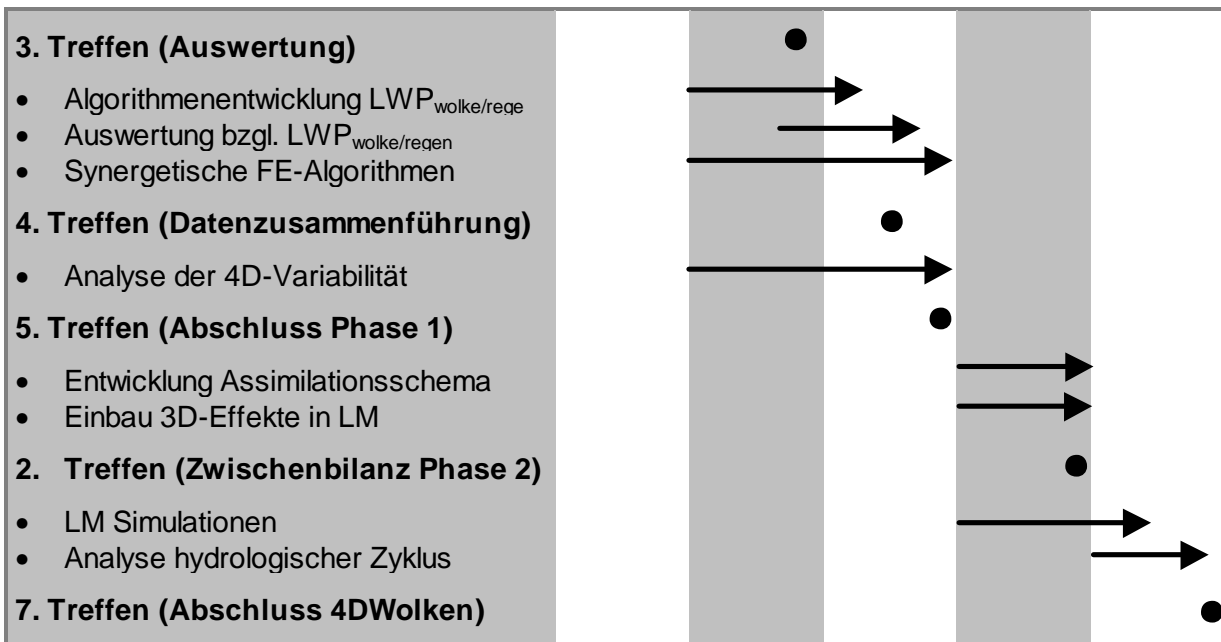 3. Treffen (Auswertung)
• Algorithmenentwicklung LWPwolke/rege
• Auswertung bzgl. LWPwolke/regen
• Synergetische FE-Algorithmen
4. Treffen (Datenzusammenführung)
• Analyse der 4D-Variabilität
5. Treffen (Abschluss Phase 1)
• Entwicklung Assimilationsschema
• Einbau 3D-Effekte in LM
2. Treffen (Zwischenbilanz Phase 2)
• LM Simulationen
• Analyse hydrologischer Zyklus
7. Treffen (Abschluss 4DWolken)